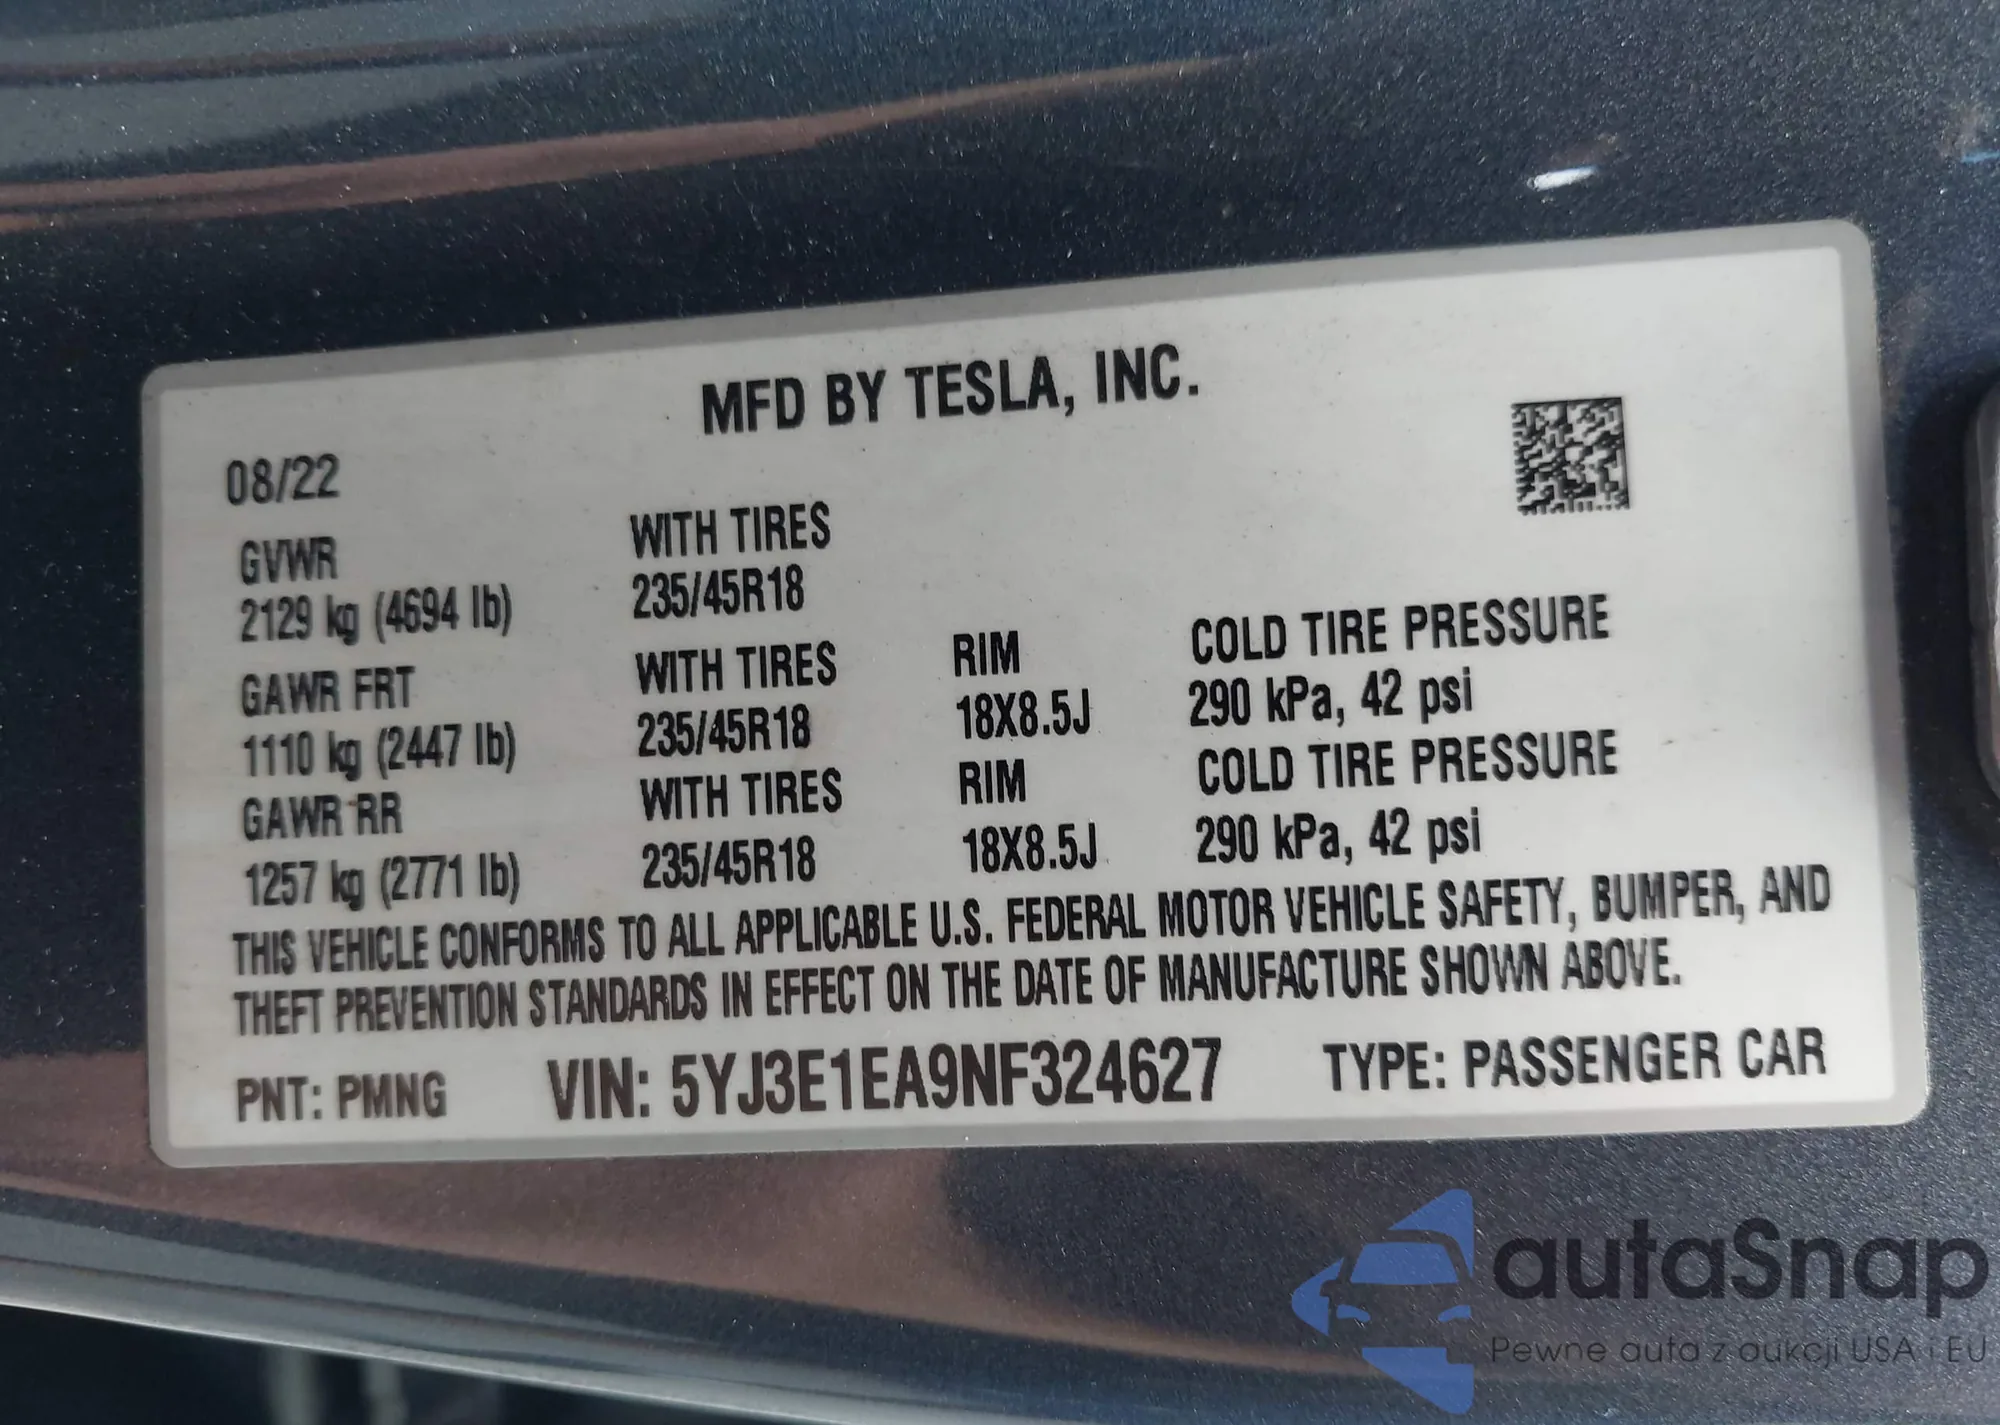 MFD BY TESLA, INC.
08/22
GVWR WITH TIRES
2129 kg (4694 lb) 235/45R18
GAWR FRT WITH TIRES RIM COLD TIRE PRESSURE
1110 kg (2447 lb) 235/45R18 18X8.5J 290 kPa, 42 psi
GAWR RR WITH TIRES RIM COLD TIRE PRESSURE
1257 kg (2771 lb) 235/45R18 18X8.5J 290 kPa, 42 psi
THIS VEHICLE CONFORMS TO ALL APPLICABLE U.S. FEDERAL MOTOR VEHICLE SAFETY, BUMPER, AND
THEFT PREVENTION STANDARDS IN EFFECT ON THE DATE OF MANUFACTURE SHOWN ABOVE.
PNT: PMNG VIN: 5YJ3E1EA9NF324627 TYPE: PASSENGER CAR
autaSnap
Pewne auta z aukcji USA i EU